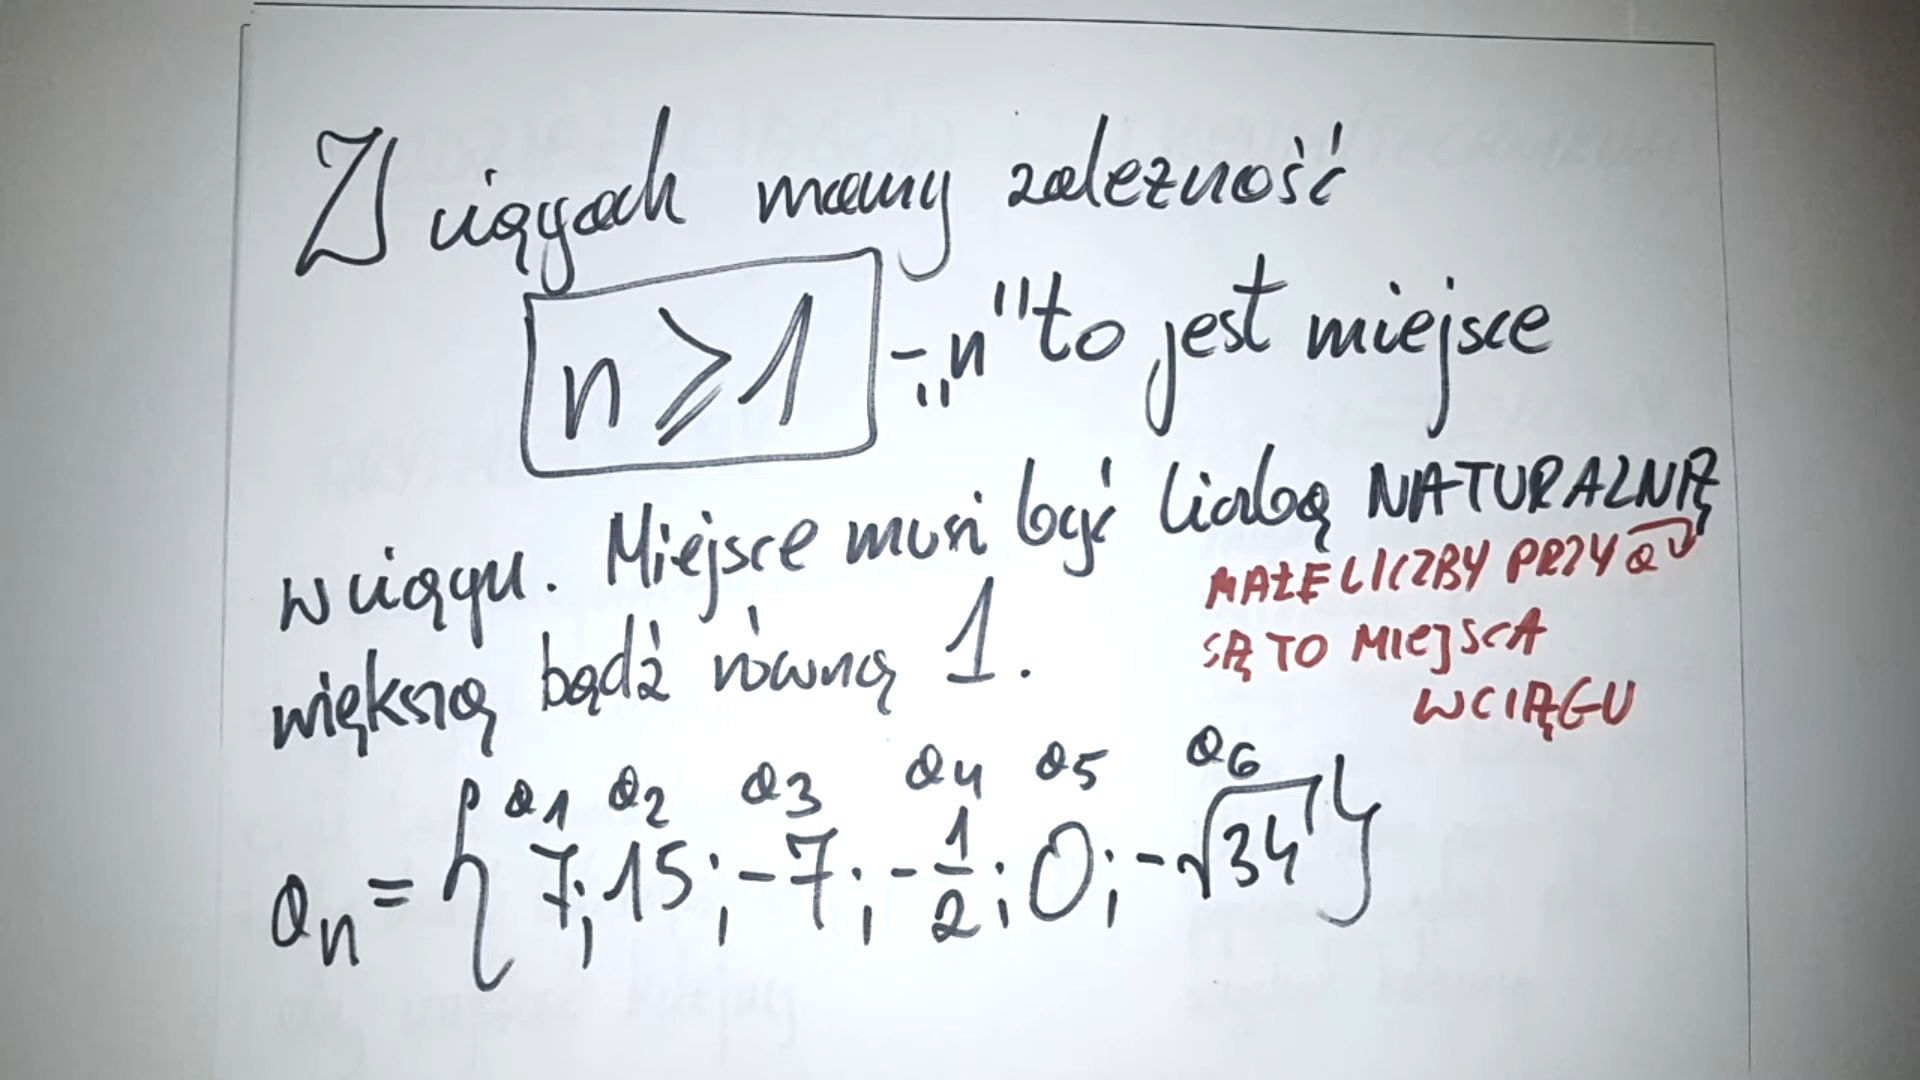 W ciągach mamy zależność
n ≥ 1 - „n" to jest miejsce
w ciągu. Miejsce musi być liczbą NATURALNĄ
większą bądź równą 1.
MAŁE LICZBY PRZY a
SĄ TO MIEJSCA
W CIĄGU
a1 a2 a3 a4 a5 a6
an = { 7; 15; -7; -1/2; 0; -√34 }